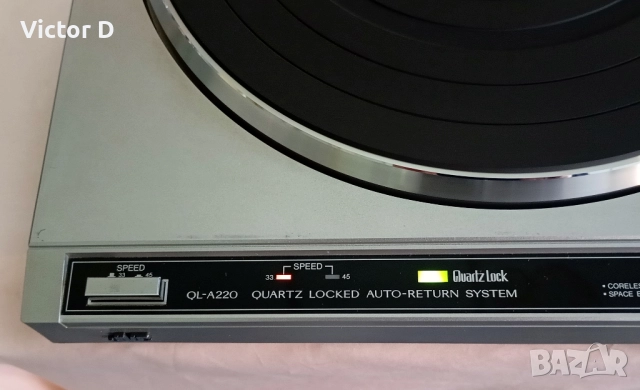 Victor D
SPEED
33 45
SPEED
33 45
Quartz Lock
QL-A220 QUARTZ LOCKED AUTO-RETURN SYSTEM
• CORELES
• SPACE E
BAZAR
bg